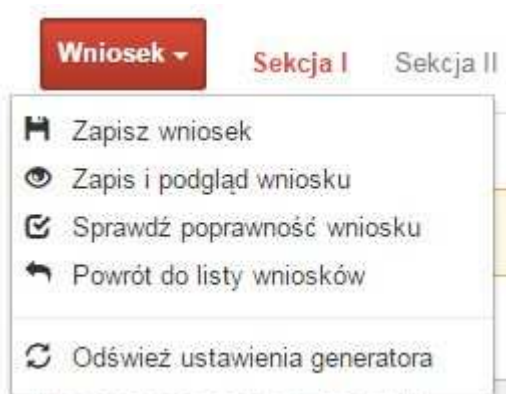 Wniosek Sekcja I Sekcja II
Zapisz wniosek
Zapis i podgląd wniosku
Sprawdź poprawność wniosku
Powrót do listy wniosków
Odśwież ustawienia generatora